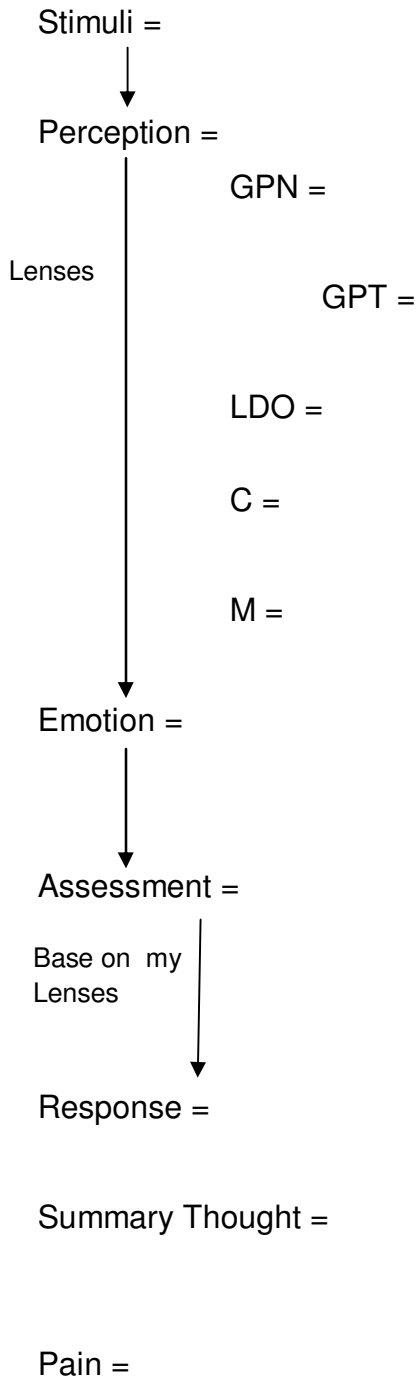 Stimuli =
Perception =
GPN =
Lenses
GPT =
LDO =
C =
M =
Emotion =
Assessment =
Base on  my
Lenses
Response =
Summary Thought =
Pain =